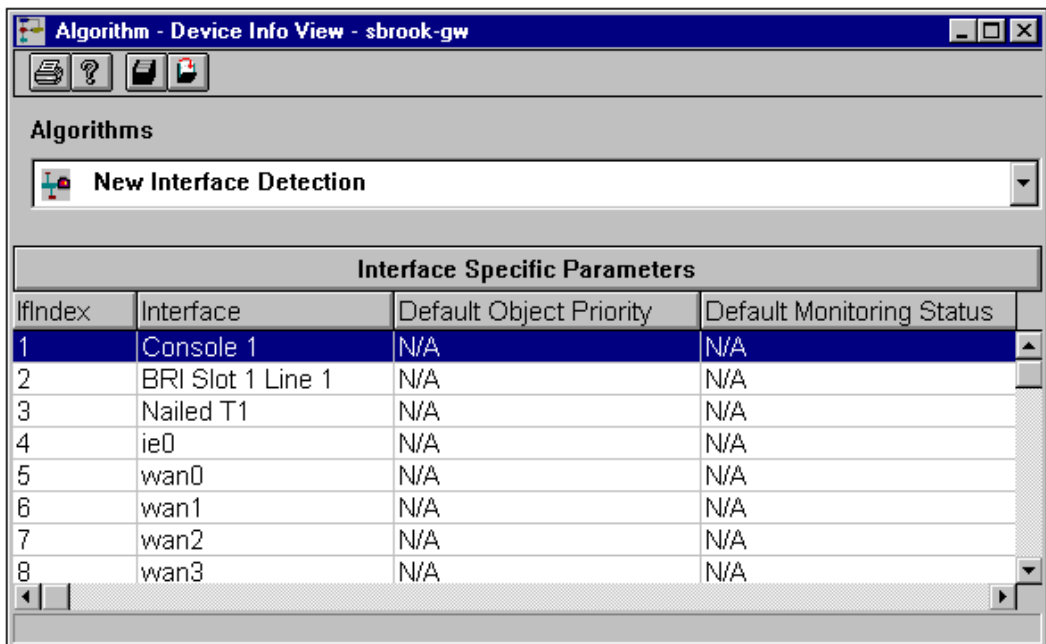 Algorithm - Device Info View - sbrook-gw
Algorithms
New Interface Detection
Interface Specific Parameters
IfIndex Interface Default Object Priority Default Monitoring Status
1 Console 1 N/A N/A
2 BRI Slot 1 Line 1 N/A N/A
3 Nailed T1 N/A N/A
4 ie0 N/A N/A
5 wan0 N/A N/A
6 wan1 N/A N/A
7 wan2 N/A N/A
8 wan3 N/A N/A